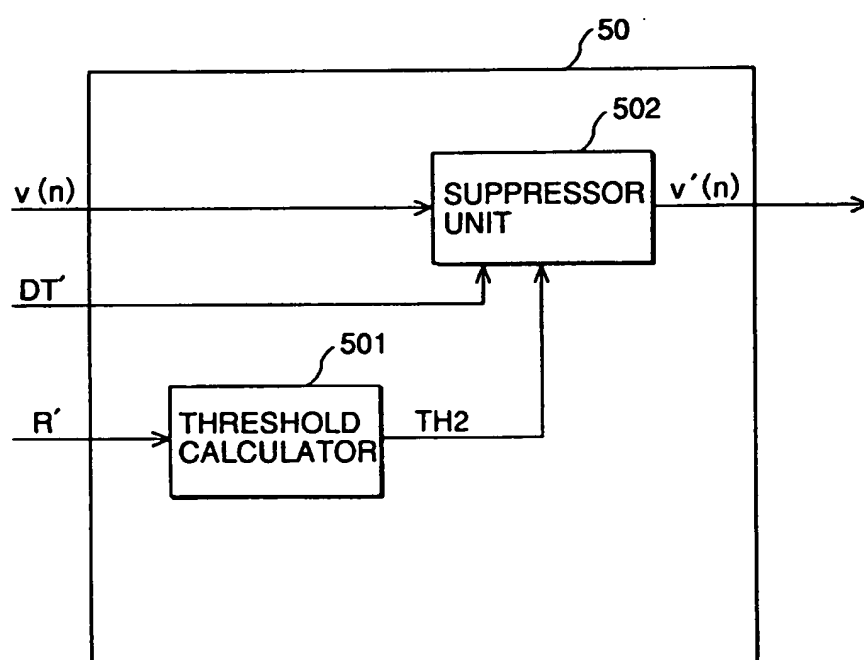 50
502
v(n)
SUPPRESSOR
UNIT
v′(n)
DT′
501
R′
THRESHOLD
CALCULATOR
TH2